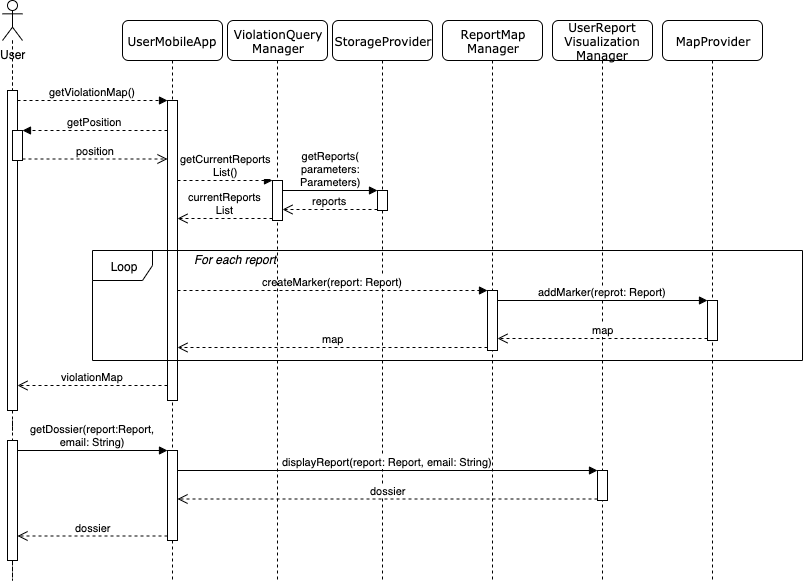 User
UserMobileApp
ViolationQuery
Manager
StorageProvider
ReportMap
Manager
UserReport
Visualization
Manager
MapProvider
getViolationMap()
getPosition
position
getCurrentReports
List()
getReports(
parameters:
Parameters)
currentReports
List
reports
Loop
For each report
createMarker(report: Report)
addMarker(reprot: Report)
map
map
violationMap
getDossier(report:Report,
email: String)
displayReport(report: Report, email: String)
dossier
dossier